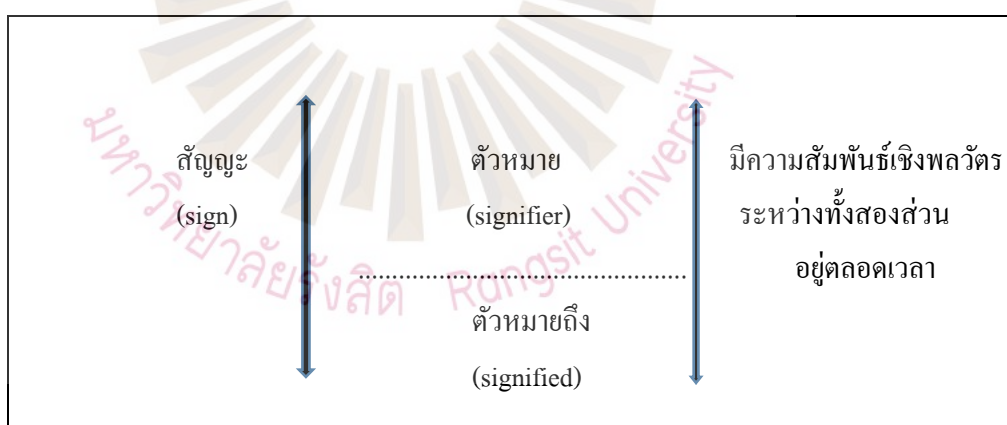 สัญญะ
(sign)
ตัวหมาย
(signifier)
ตัวหมายถึง
(signified)
มีความสัมพันธ์เชิงพลวัตร
ระหว่างทั้งสองส่วน
อยู่ตลอดเวลา
มหาวิทยาลัยรังสิต Rangsit University